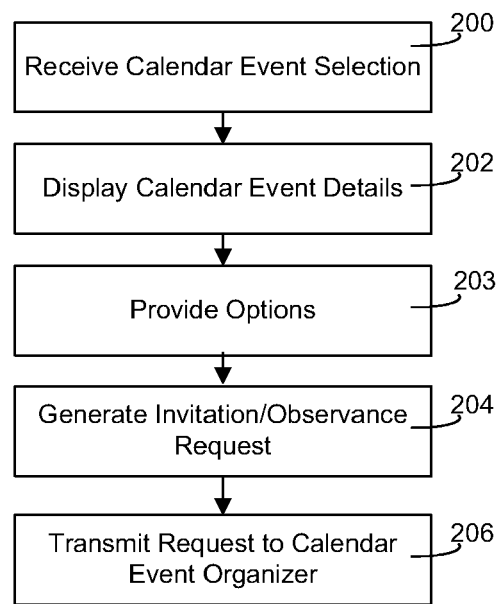 200
Receive Calendar Event Selection
202
Display Calendar Event Details
203
Provide Options
204
Generate Invitation/Observance
Request
206
Transmit Request to Calendar
Event Organizer